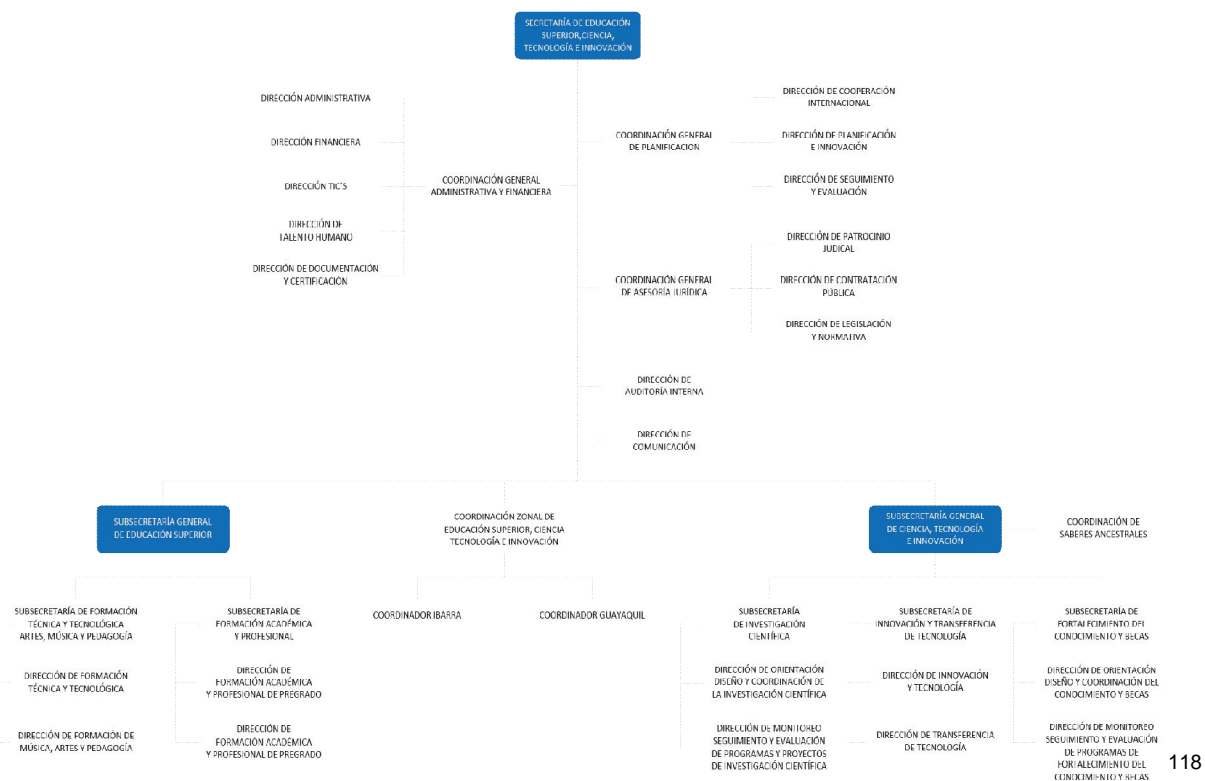 SECRETARÍA DE EDUCACIÓN
SUPERIOR,CIENCIA,
TECNOLOGÍA E INNOVACIÓN
DIRECCIÓN ADMINISTRATIVA
DIRECCIÓN FINANCIERA
DIRECCIÓN TIC'S
DIRECCIÓN DE
TALENTO HUMANO
DIRECCIÓN DE DOCUMENTACIÓN
Y CERTIFICACIÓN
COORDINACIÓN GENERAL
ADMINISTRATIVA Y FINANCIERA
COORDINACIÓN GENERAL
DE PLANIFICACION
DIRECCIÓN DE COOPERACIÓN
INTERNACIONAL
DIRECCIÓN DE PLANIFICACIÓN
E INNOVACIÓN
DIRECCIÓN DE SEGUIMIENTO
Y EVALUACIÓN
COORDINACIÓN GENERAL
DE ASESORÍA JURÍDICA
DIRECCIÓN DE PATROCINIO
JUDICAL
DIRECCIÓN DE CONTRATACIÓN
PÚBLICA
DIRECCIÓN DE LEGISLACIÓN
Y NORMATIVA
DIRECCIÓN DE
AUDITORÍA INTERNA
DIRECCIÓN DE
COMUNICACIÓN
SUBSECRETARÍA GENERAL
DE EDUCACIÓN SUPERIOR
COORDINACIÓN ZONAL DE
EDUCACIÓN SUPERIOR, CIENCIA
TECNOLOGÍA E INNOVACIÓN
SUBSECRETARÍA GENERAL
DE CIENCIA, TECNOLOGÍA
E INNOVACIÓN
COORDINACIÓN DE
SABERES ANCESTRALES
SUBSECRETARÍA DE FORMACIÓN
TÉCNICA Y TECNOLÓGICA
ARTES, MÚSICA Y PEDAGOGÍA
SUBSECRETARÍA DE
FORMACIÓN ACADÉMICA
Y PROFESIONAL
COORDINADOR IBARRA
COORDINADOR GUAYAQUIL
SUBSECRETARÍA
DE INVESTIGACIÓN
CIENTÍFICA
SUBSECRETARÍA DE
INNOVACIÓN Y TRANSFERENCIA
DE TECNOLOGÍA
SUBSECRETARÍA DE
FORTALECIMIENTO DEL
CONOCIMIENTO Y BECAS
DIRECCIÓN DE FORMACIÓN
TÉCNICA Y TECNOLÓGICA
DIRECCIÓN DE
FORMACIÓN ACADÉMICA
Y PROFESIONAL DE PREGRADO
DIRECCIÓN DE ORIENTACIÓN
DISEÑO Y COORDINACIÓN DE
LA INVESTIGACIÓN CIENTÍFICA
DIRECCIÓN DE INNOVACIÓN
Y TECNOLOGÍA
DIRECCIÓN DE ORIENTACIÓN
DISEÑO Y COORDINACIÓN DEL
CONOCIMIENTO Y BECAS
DIRECCIÓN DE FORMACIÓN DE
MÚSICA, ARTES Y PEDAGOGÍA
DIRECCIÓN DE
FORMACIÓN ACADÉMICA
Y PROFESIONAL DE PREGRADO
DIRECCIÓN DE MONITOREO
SEGUIMIENTO Y EVALUACIÓN
DE PROGRAMAS Y PROYECTOS
DE INVESTIGACIÓN CIENTÍFICA
DIRECCIÓN DE TRANSFERENCIA
DE TECNOLOGÍA
DIRECCIÓN DE MONITOREO
SEGUIMIENTO Y EVALUACIÓN
DE PROGRAMAS DE
FORTALECIMIENTO DEL
CONOCIMIENTO Y BECAS
118